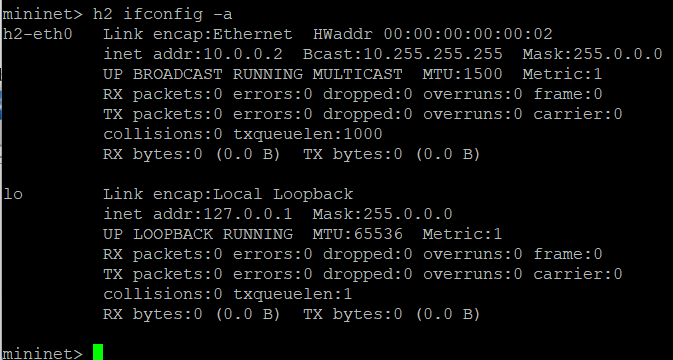 mininet> h2 ifconfig -a
h2-eth0   Link encap:Ethernet  HWaddr 00:00:00:00:00:02
          inet addr:10.0.0.2  Bcast:10.255.255.255  Mask:255.0.0.0
          UP BROADCAST RUNNING MULTICAST  MTU:1500  Metric:1
          RX packets:0 errors:0 dropped:0 overruns:0 frame:0
          TX packets:0 errors:0 dropped:0 overruns:0 carrier:0
          collisions:0 txqueuelen:1000
          RX bytes:0 (0.0 B)  TX bytes:0 (0.0 B)

lo        Link encap:Local Loopback
          inet addr:127.0.0.1  Mask:255.0.0.0
          UP LOOPBACK RUNNING  MTU:65536  Metric:1
          RX packets:0 errors:0 dropped:0 overruns:0 frame:0
          TX packets:0 errors:0 dropped:0 overruns:0 carrier:0
          collisions:0 txqueuelen:1
          RX bytes:0 (0.0 B)  TX bytes:0 (0.0 B)

mininet>